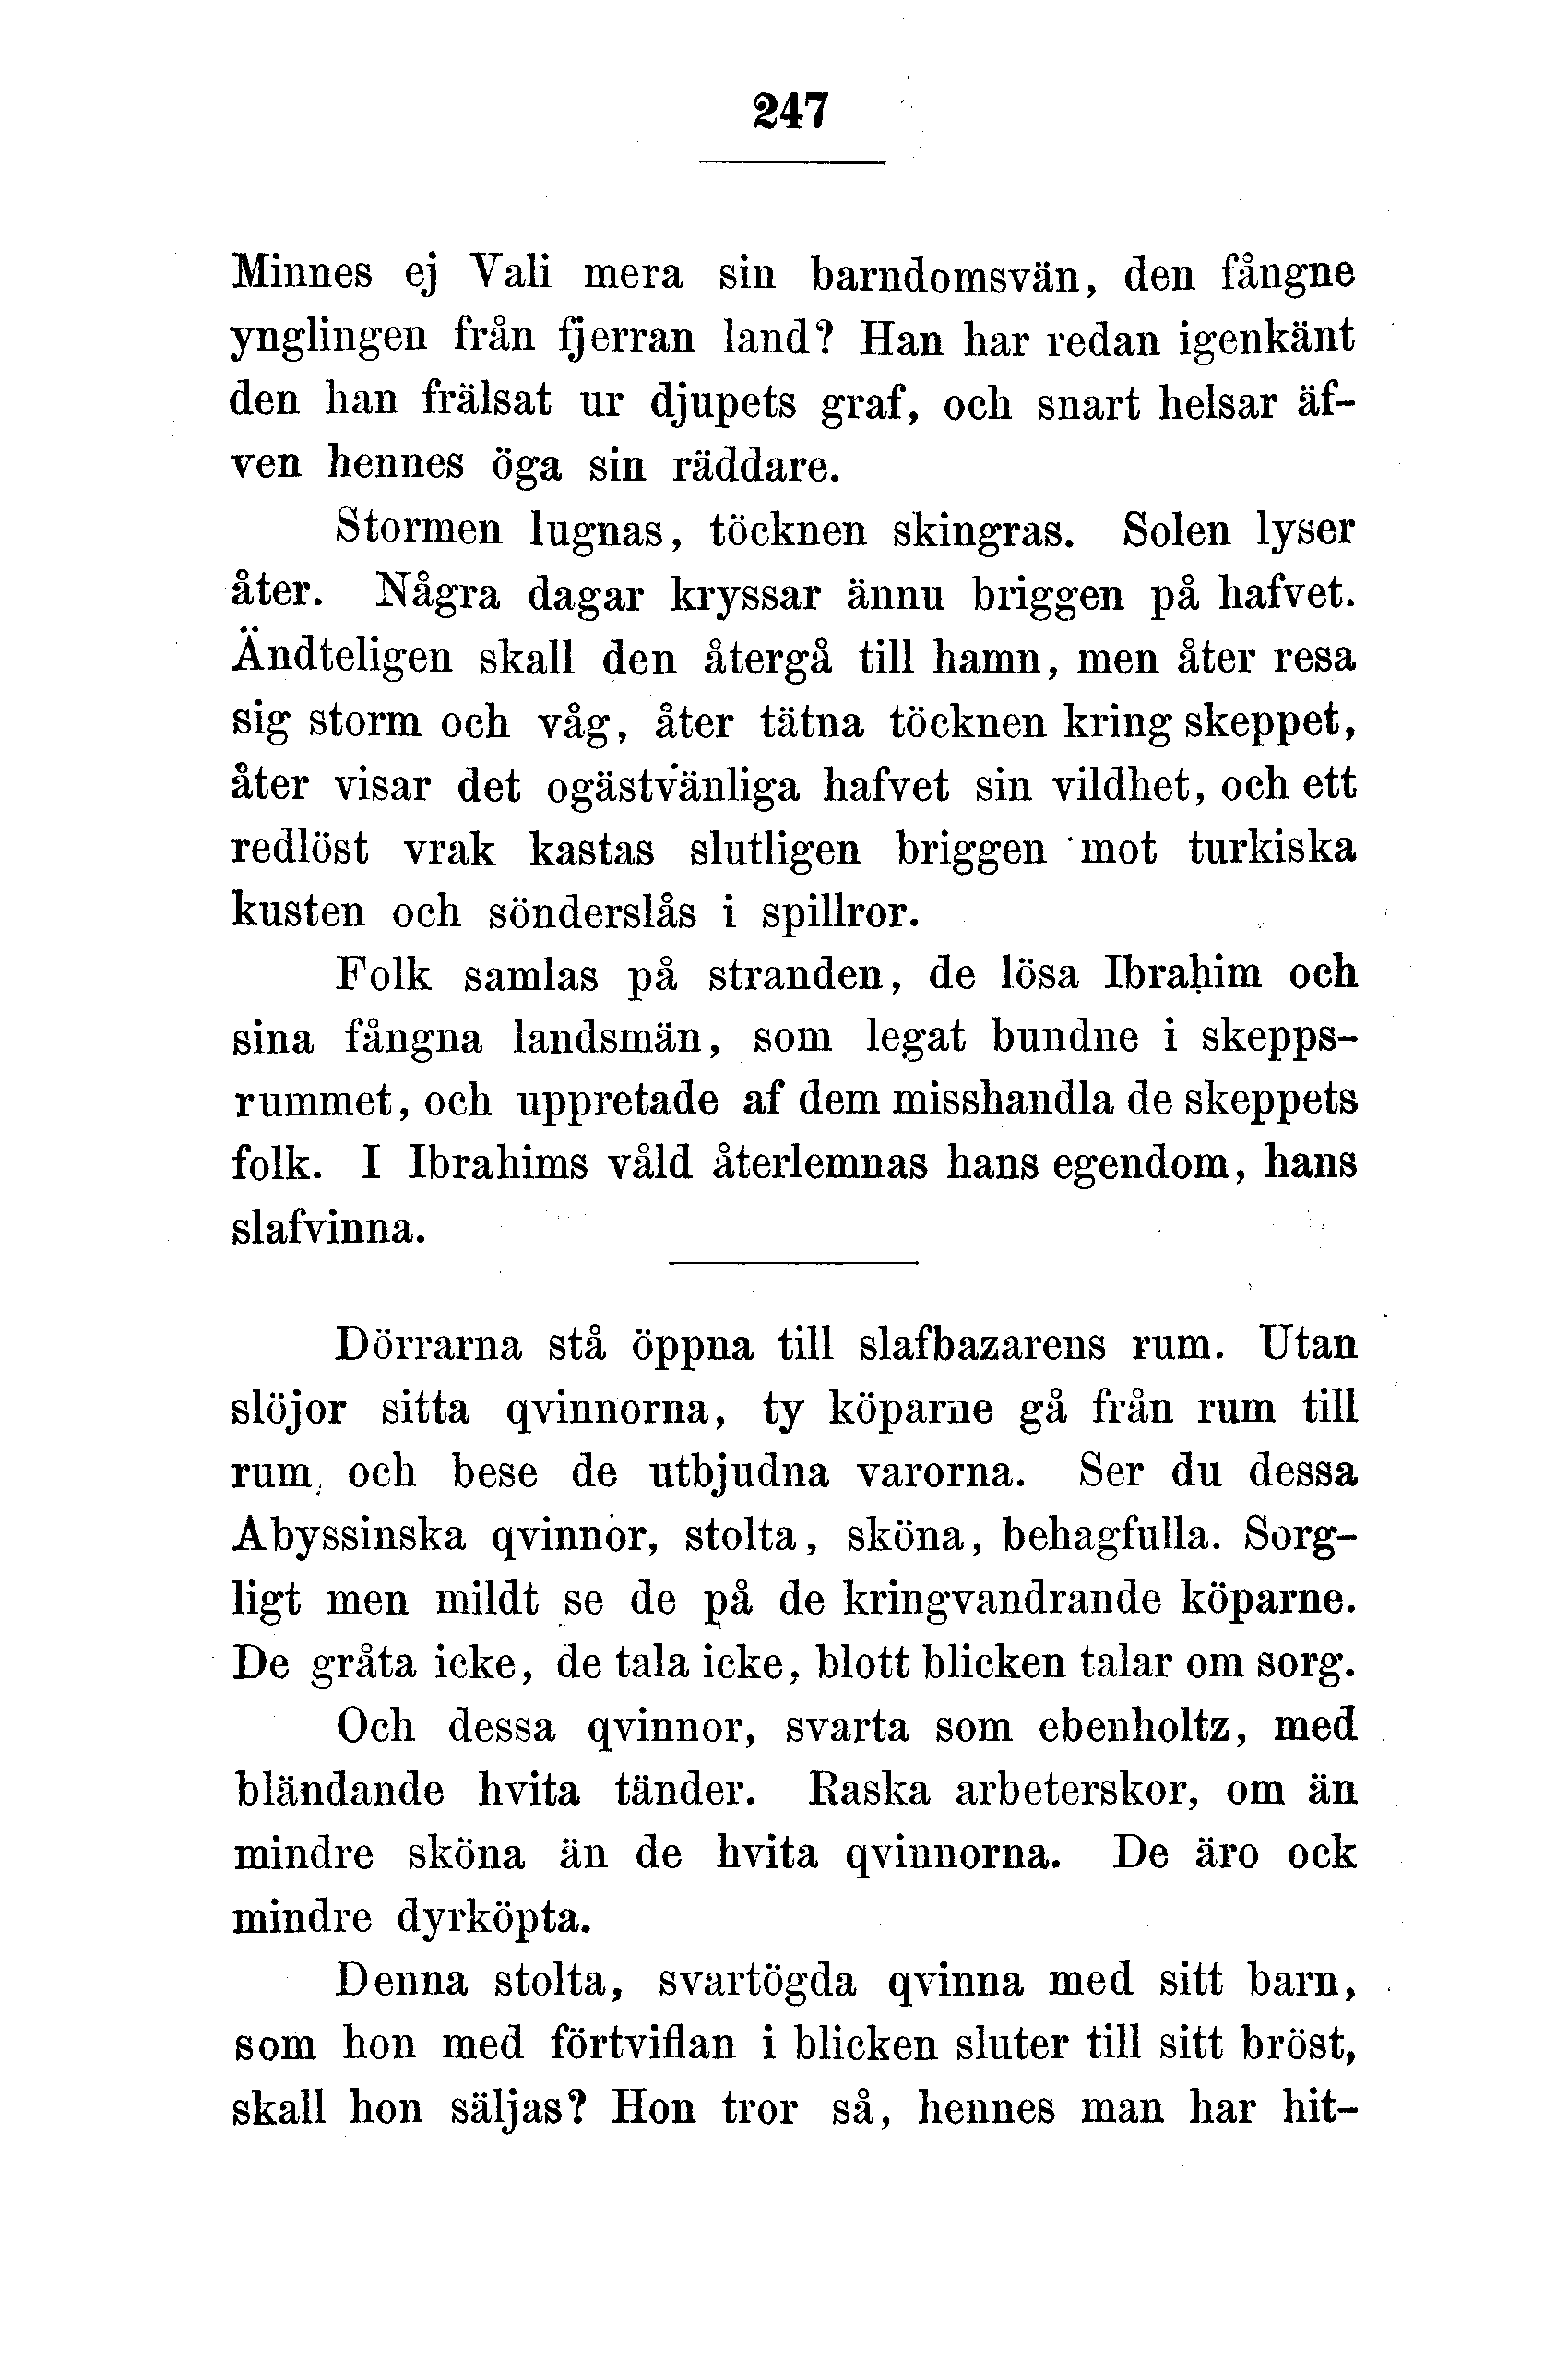 247
Minnes ej Vali mera sin barndomsvän, den fångne
ynglingen från fjerran land? Han har redan igenkänt
den han frälsat ur djupets graf, och snart helsar äf-
ven hennes öga sin räddare.
Stormen lugnas, töcknen skingras. Solen lyser
åter. Några dagar kryssar ännu briggen på hafvet.
Ändteligen skall den återgå till hamn, men åter resa
sig storm och våg, åter tätna töcknen kring skeppet,
åter visar det ogästvänliga hafvet sin vildhet, och ett
redlöst vrak kastas slutligen briggen mot turkiska
kusten och sönderslås i spillror.
Folk samlas på stranden, de lösa Ibrahim och
sina fångna landsmän, som legat bundne i skepps-
rummet, och uppretade af dem misshandla de skeppets
folk. I Ibrahims våld återlemnas hans egendom, hans
slafvinna.
Dörrarna stå öppna till slafbazarens rum. Utan
slöjor sitta qvinnorna, ty köparne gå från rum till
rum, och bese de utbjudna varorna. Ser du dessa
Abyssinska qvinnor, stolta, sköna, behagfulla. Sorg-
ligt men mildt se de på de kringvandrande köparne.
De gråta icke, de tala icke, blott blicken talar om sorg.
Och dessa qvinnor, svarta som ebenholtz, med
bländande hvita tänder. Raska arbeterskor, om än
mindre sköna än de hvita qvinnorna. De äro ock
mindre dyrköpta.
Denna stolta, svartögda qvinna med sitt barn,
som hon med förtviflan i blicken sluter till sitt bröst,
skall hon säljas? Hon tror så, hennes man har hit-